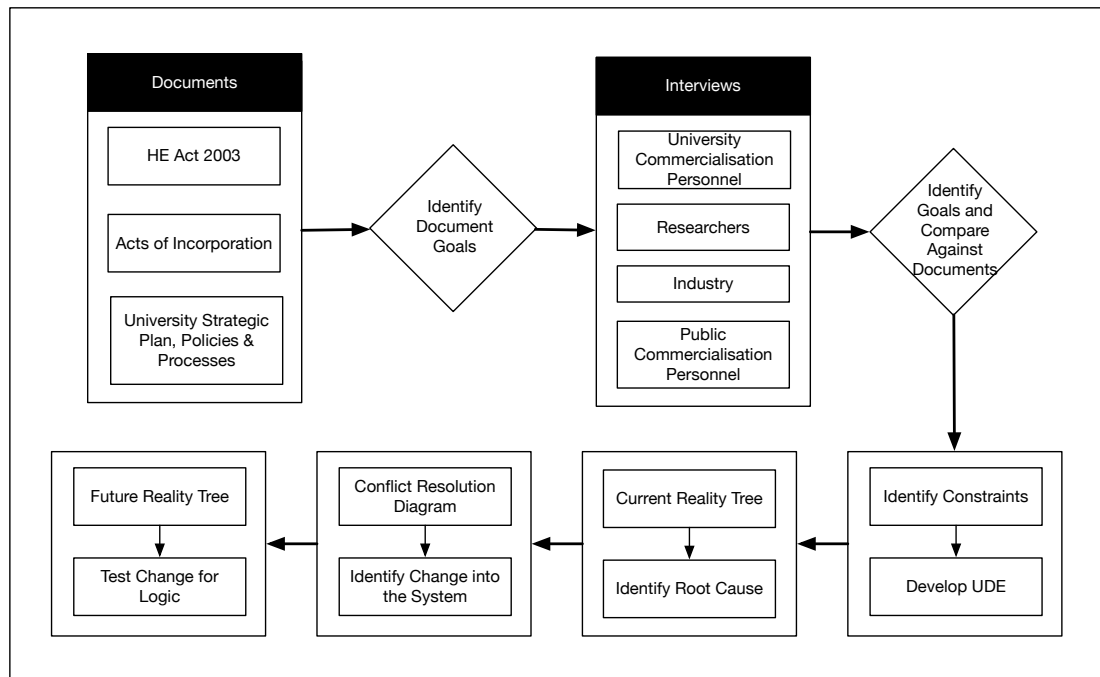 Documents
HE Act 2003
Acts of Incorporation
University Strategic
Plan, Policies &
Processes
Identify
Document
Goals
Interviews
University
Commercialisation
Personnel
Researchers
Industry
Public
Commercialisation
Personnel
Identify
Goals and
Compare
Against
Documents
Identify Constraints
Develop UDE
Current Reality Tree
Identify Root Cause
Conflict Resolution
Diagram
Identify Change into
the System
Future Reality Tree
Test Change for
Logic